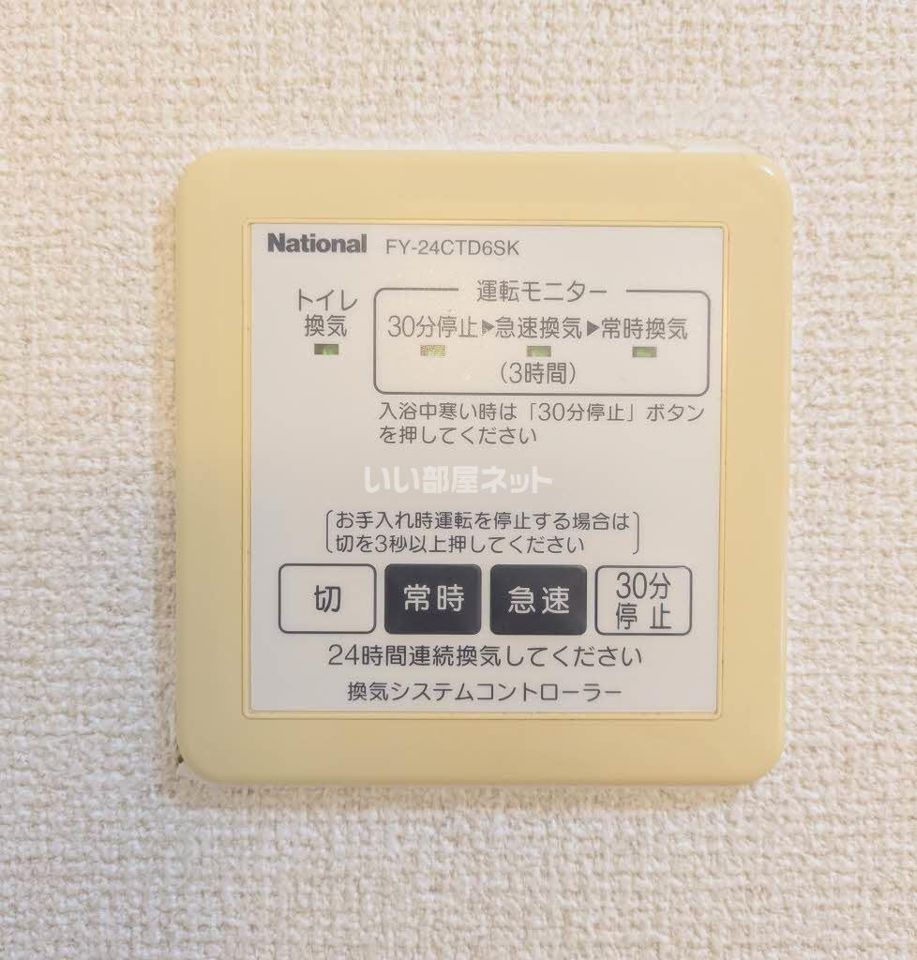 National FY-24CTD6SK
運転モニター
トイレ
換気
30分停止▶急速換気▶常時換気
(3時間)
入浴中寒い時は「30分停止」ボタン
を押してください
いい部屋ネット
お手入れ時運転を停止する場合は
切を3秒以上押してください
切 常時 急速 30分
停止
24時間連続換気してください
換気システムコントローラー